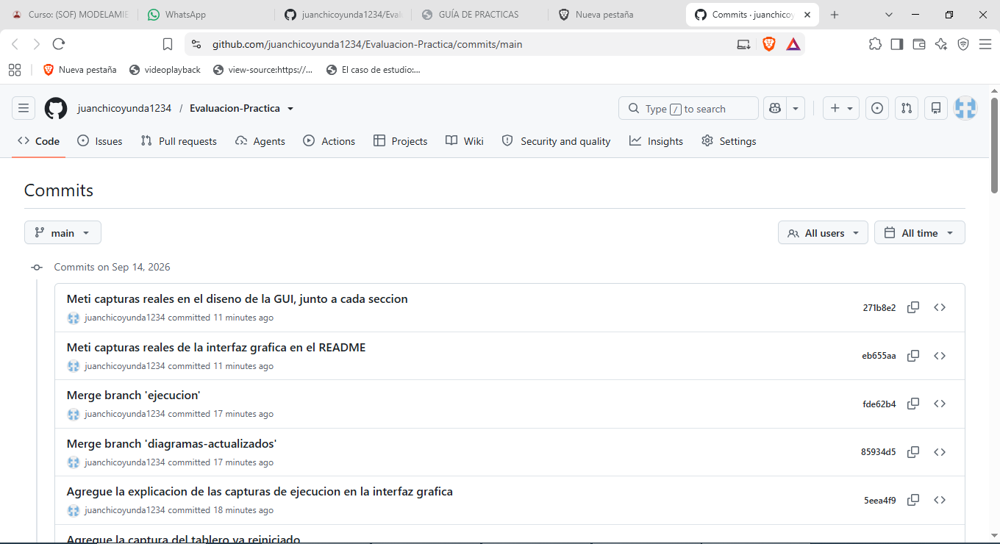 Curso: (SOF) MODELAMIE
WhatsApp
juanchicoyunda1234/Eval
GUÍA DE PRACTICAS
Nueva pestaña
Commits · juanchicoy
github.com/juanchicoyunda1234/Evaluacion-Practica/commits/main
Nueva pestaña
videoplayback
view-source:https://...
El caso de estudio:...
juanchicoyunda1234 / Evaluacion-Practica
Type / to search
Code
Issues
Pull requests
Agents
Actions
Projects
Wiki
Security and quality
Insights
Settings
Commits
main
All users
All time
Commits on Sep 14, 2026
Meti capturas reales en el diseno de la GUI, junto a cada seccion
juanchicoyunda1234 committed 11 minutes ago
271b8e2
Meti capturas reales de la interfaz grafica en el README
juanchicoyunda1234 committed 11 minutes ago
eb655aa
Merge branch 'ejecucion'
juanchicoyunda1234 committed 17 minutes ago
fde62b4
Merge branch 'diagramas-actualizados'
juanchicoyunda1234 committed 17 minutes ago
85934d5
Agregue la explicacion de las capturas de ejecucion en la interfaz grafica
juanchicoyunda1234 committed 18 minutes ago
5eea4f9
Agregue la captura del tablero ya reiniciado